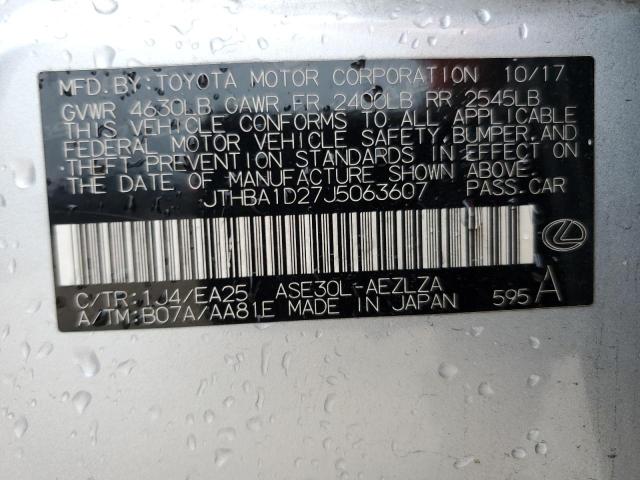 MFD.BY:TOYOTA MOTOR CORPORATION 10/17
GVWR 4630LB GAWR FR 2400LB RR 2545LB
THIS VEHICLE CONFORMS TO ALL APPLICABLE
FEDERAL MOTOR VEHICLE SAFETY, BUMPER, AND
THEFT PREVENTION STANDARDS IN EFFECT ON
THE DATE OF MANUFACTURE SHOWN ABOVE.
JTHBA1D27J5063607 PASS.CAR
C/TR:1J4/EA25 ASE30L-AEZLZA
A/TM:B07A/AA81E MADE IN JAPAN 595 A